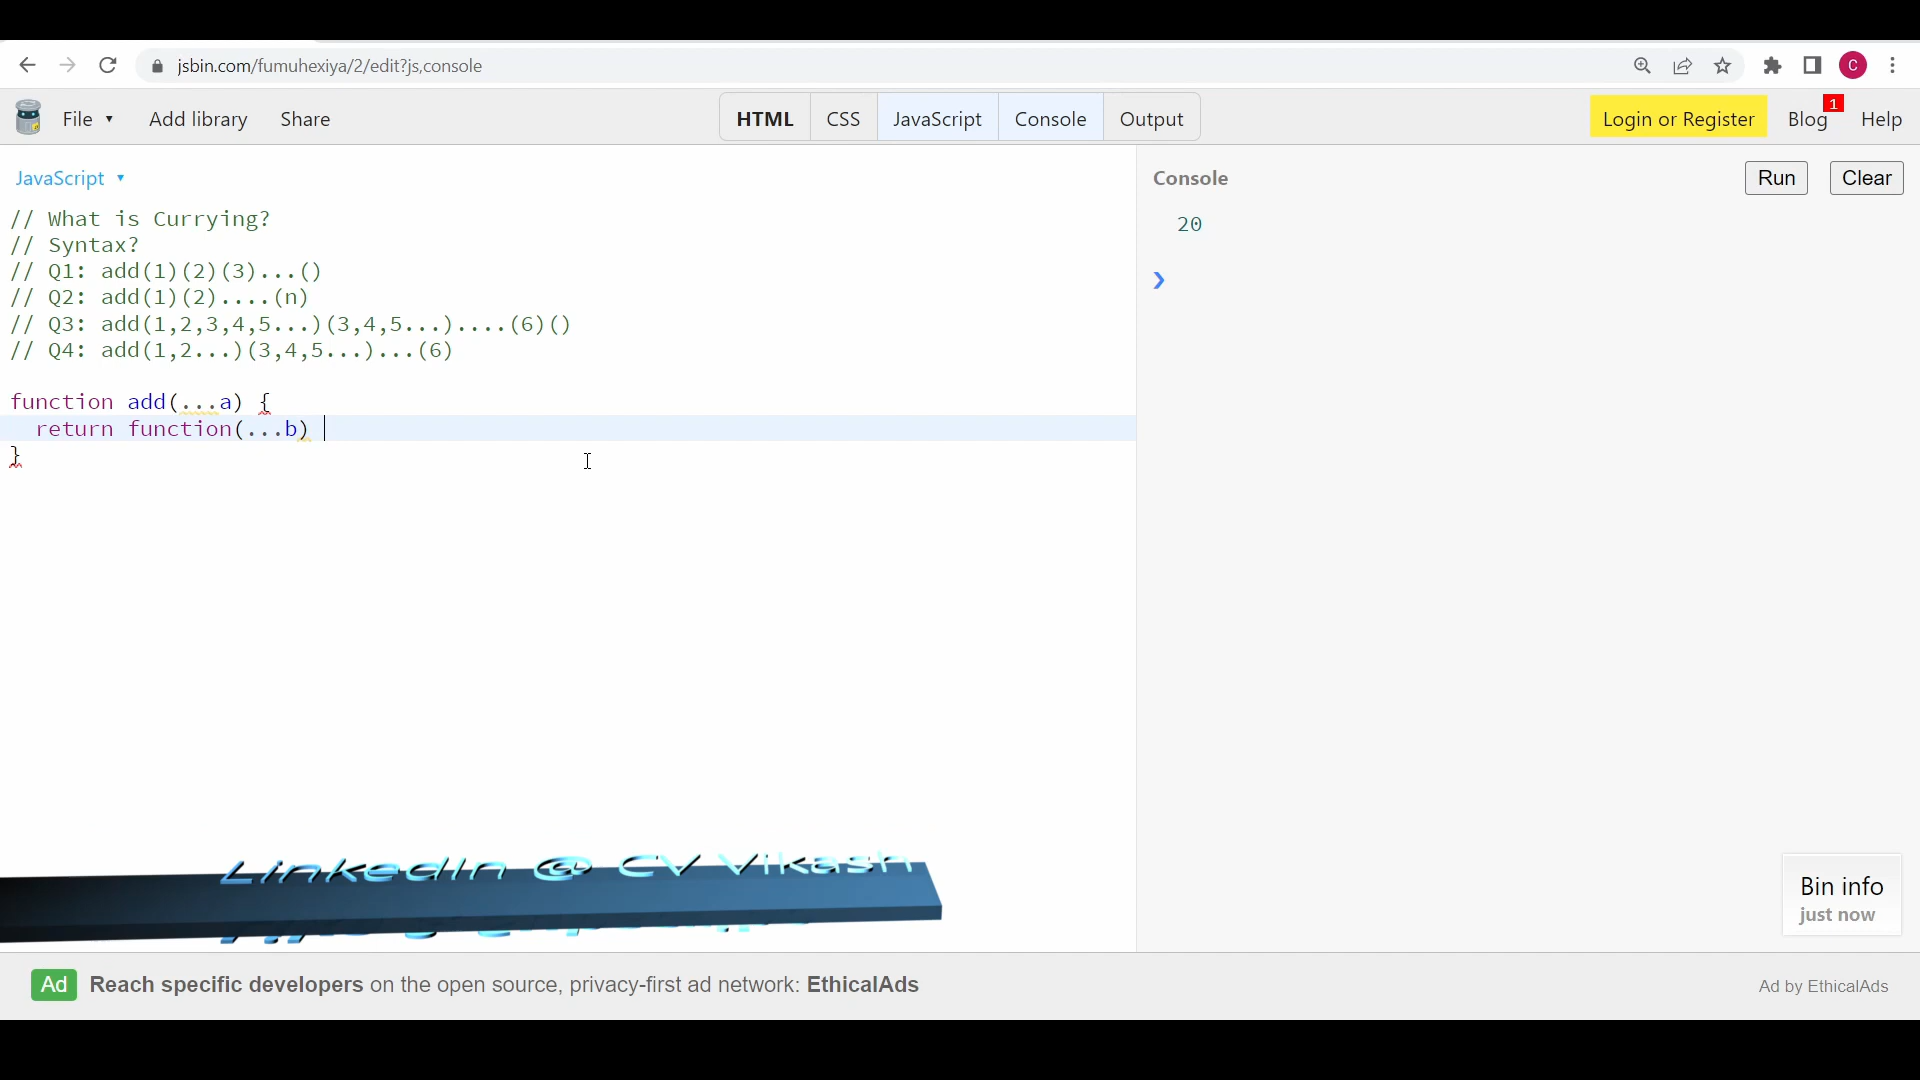 jsbin.com/fumuhexiya/2/edit?js,console
C
File ▾ Add library Share
HTML CSS JavaScript Console Output
Login or Register Blog 1 Help
JavaScript ▾
Console
Run Clear
// What is Currying?
// Syntax?
// Q1: add(1)(2)(3)...()
// Q2: add(1)(2)....(n)
// Q3: add(1,2,3,4,5...)(3,4,5...)....(6)()
// Q4: add(1,2...)(3,4,5...)...(6)
function add(...a) {
return function(...b)
}
20
LinkedIn @ CV Vikash
Bin info
just now
Ad Reach specific developers on the open source, privacy-first ad network: EthicalAds
Ad by EthicalAds